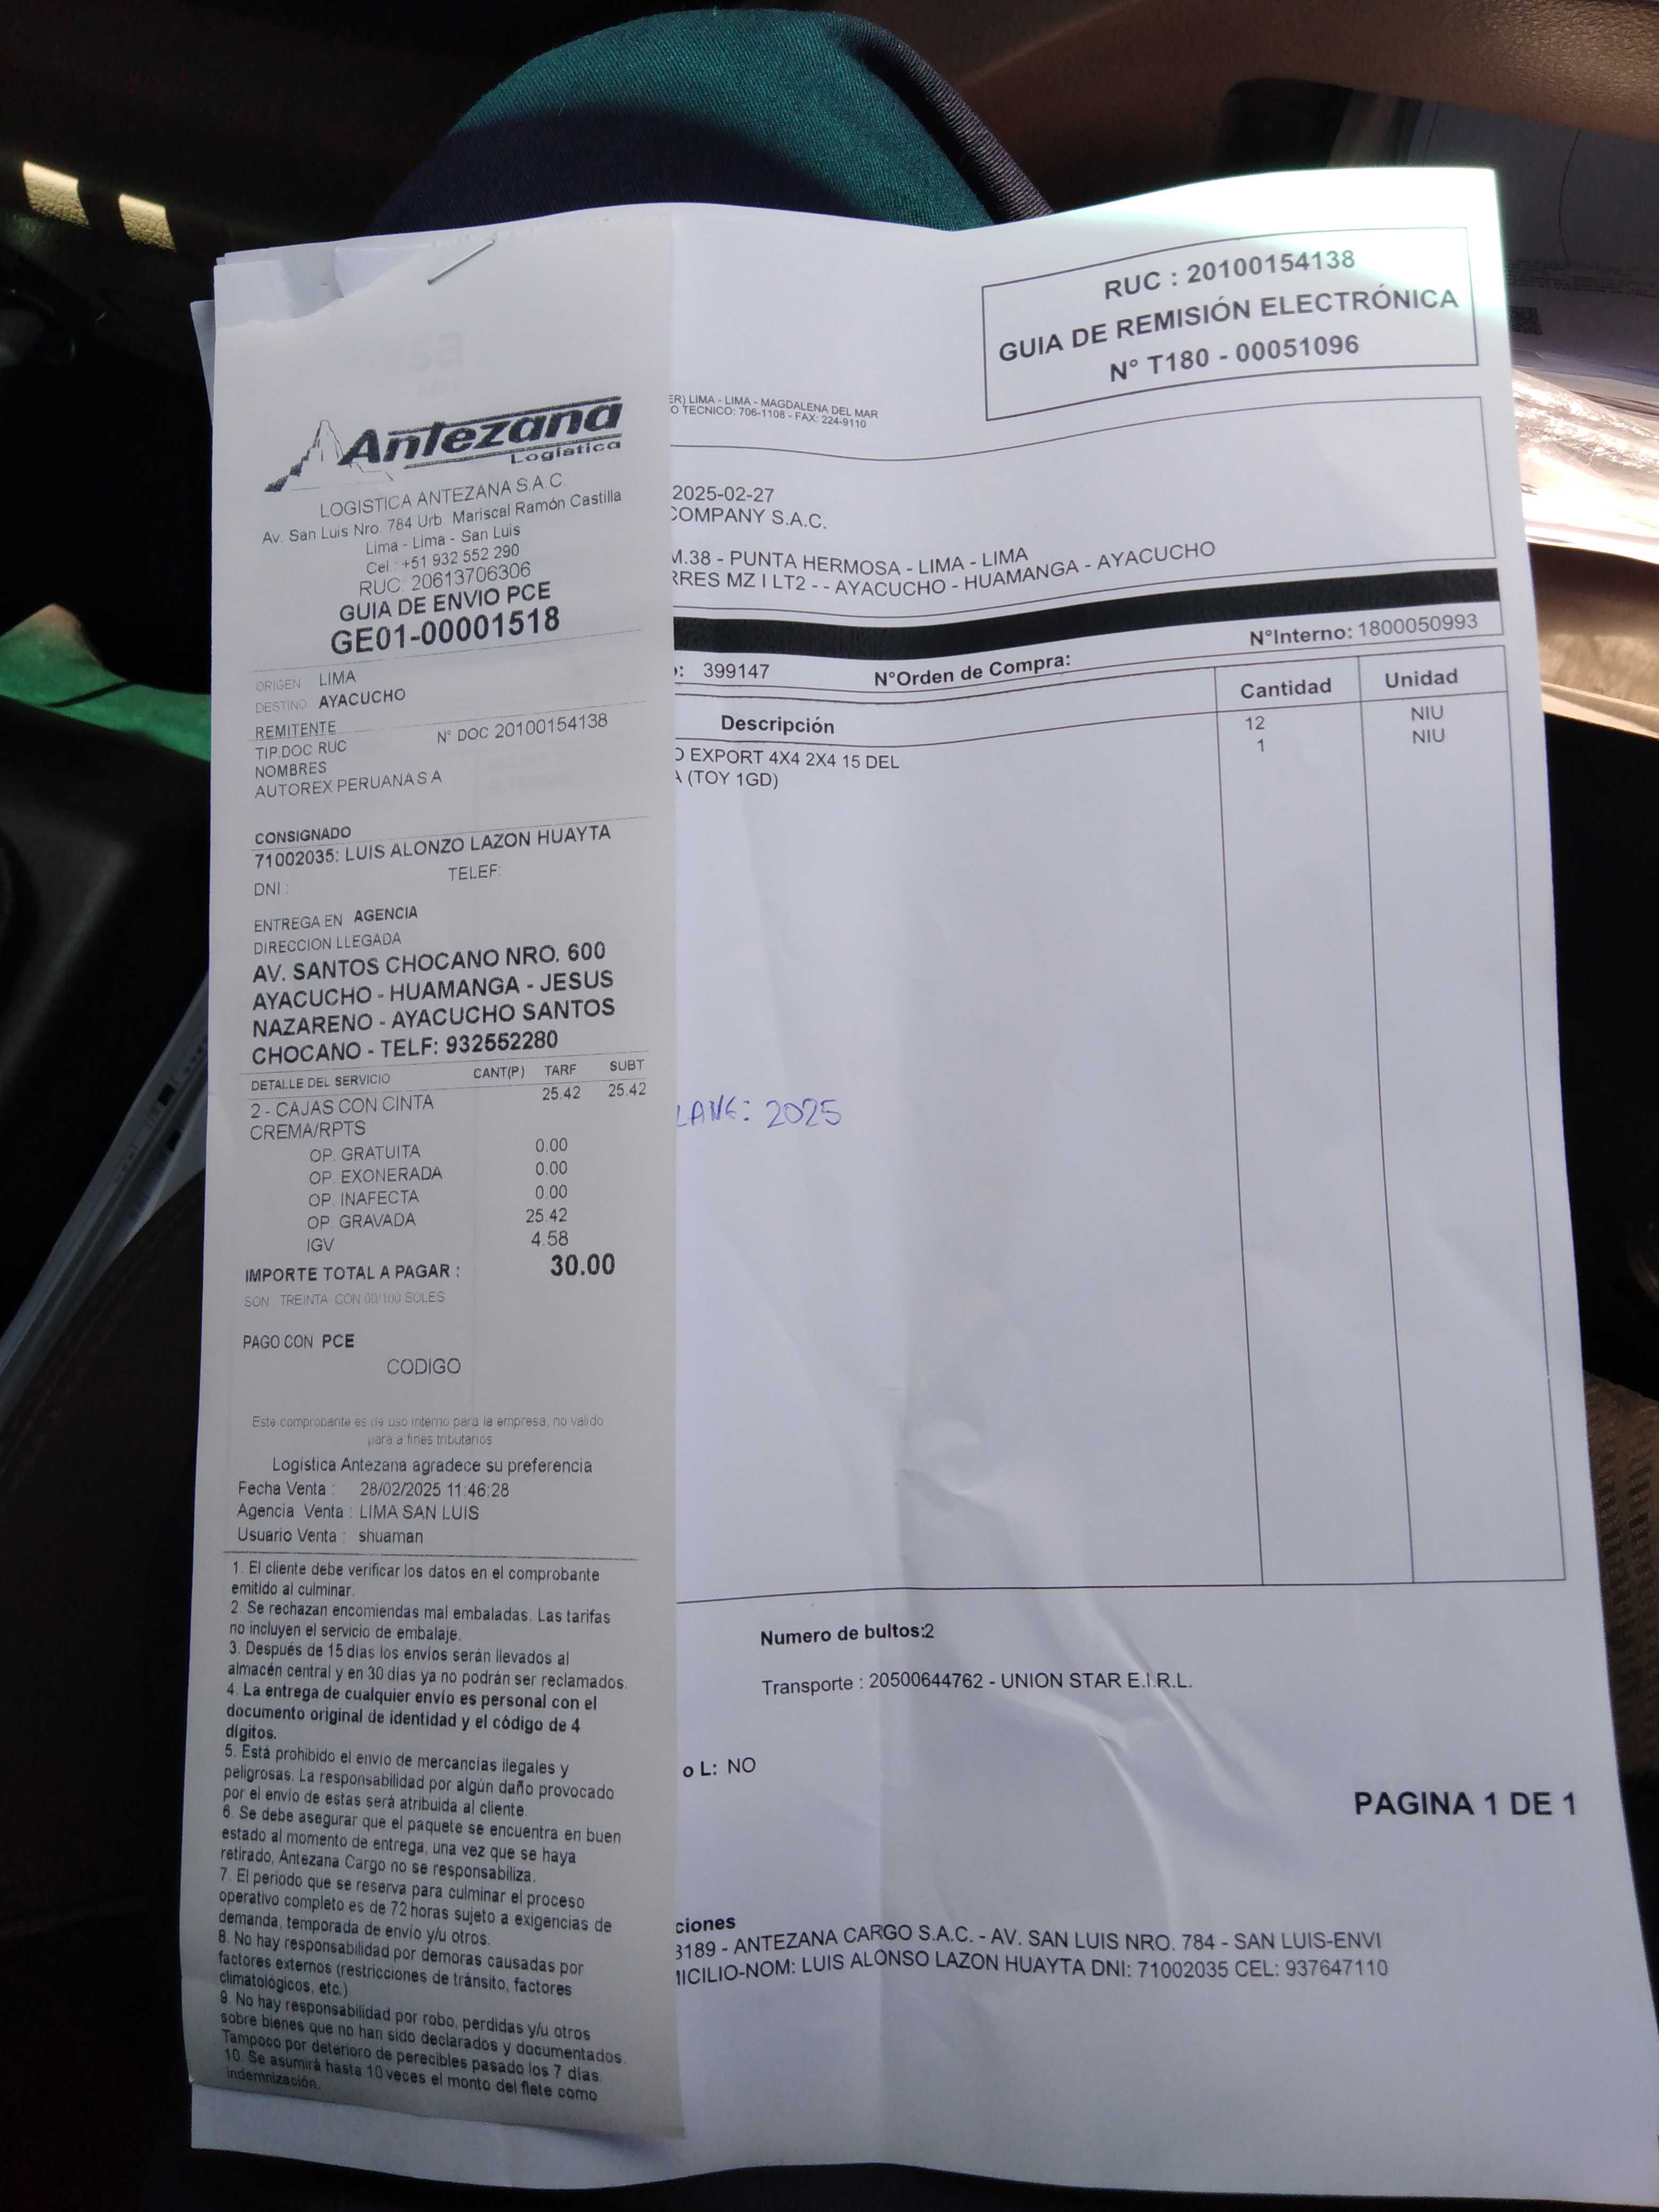 Antezana
Logística
LOGISTICA ANTEZANA S.A.C.
Av. San Luis Nro. 784 Urb. Mariscal Ramón Castilla
Lima - Lima - San Luis
Cel.: +51 932 552 290
RUC: 20613706306
GUIA DE ENVIO PCE
GE01-00001518
ORIGEN LIMA
DESTINO AYACUCHO
REMITENTE
TIP.DOC RUC N° DOC 20100154138
NOMBRES
AUTOREX PERUANA S A
CONSIGNADO
71002035: LUIS ALONZO LAZON HUAYTA
DNI : TELEF:
ENTREGA EN AGENCIA
DIRECCION LLEGADA
AV. SANTOS CHOCANO NRO. 600
AYACUCHO - HUAMANGA - JESUS
NAZARENO - AYACUCHO SANTOS
CHOCANO - TELF: 932552280
DETALLE DEL SERVICIO CANT(P) TARF SUBT
2 - CAJAS CON CINTA 25.42 25.42
CREMA/RPTS
OP. GRATUITA 0.00
OP. EXONERADA 0.00
OP. INAFECTA 0.00
OP. GRAVADA 25.42
IGV 4.58
IMPORTE TOTAL A PAGAR : 30.00
SON TREINTA CON 00/100 SOLES
PAGO CON PCE
CODIGO
Este comprobante es de uso interno para la empresa, no valido
para a fines tributarios
Logística Antezana agradece su preferencia
Fecha Venta : 28/02/2025 11:46:28
Agencia Venta : LIMA SAN LUIS
Usuario Venta : shuaman
1. El cliente debe verificar los datos en el comprobante
emitido al culminar.
2. Se rechazan encomiendas mal embaladas. Las tarifas
no incluyen el servicio de embalaje.
3. Después de 15 días los envíos serán llevados al
almacén central y en 30 días ya no podrán ser reclamados.
4. La entrega de cualquier envío es personal con el
documento original de identidad y el código de 4
dígitos.
5. Está prohibido el envío de mercancías ilegales y
peligrosas. La responsabilidad por algún daño provocado
por el envío de estas será atribuida al cliente.
6. Se debe asegurar que el paquete se encuentra en buen
estado al momento de entrega, una vez que se haya
retirado, Antezana Cargo no se responsabiliza.
7. El periodo que se reserva para culminar el proceso
operativo completo es de 72 horas sujeto a exigencias de
demanda, temporada de envío y/u otros.
8. No hay responsabilidad por demoras causadas por
factores externos (restricciones de tránsito, factores
climatológicos, etc.)
9. No hay responsabilidad por robo, perdidas y/u otros
sobre bienes que no han sido declarados y documentados.
Tampoco por deterioro de perecibles pasado los 7 días.
10. Se asumirá hasta 10 veces el monto del flete como
indemnización.
RUC : 20100154138
GUIA DE REMISIÓN ELECTRÓNICA
N° T180 - 00051096
ER) LIMA - LIMA - MAGDALENA DEL MAR
O TECNICO: 706-1108 - FAX: 224-9110
2025-02-27
COMPANY S.A.C.
M.38 - PUNTA HERMOSA - LIMA - LIMA
RRES MZ I LT2 - - AYACUCHO - HUAMANGA - AYACUCHO
N°Interno: 1800050993
: 399147 N°Orden de Compra:
Descripción Cantidad Unidad
O EXPORT 4X4 2X4 15 DEL 12 NIU
A (TOY 1GD) 1 NIU
LAVE: 2025
Numero de bultos:2
Transporte : 20500644762 - UNION STAR E.I.R.L.
o L: NO
PAGINA 1 DE 1
ciones
3189 - ANTEZANA CARGO S.A.C. - AV. SAN LUIS NRO. 784 - SAN LUIS-ENVI
MICILIO-NOM: LUIS ALONSO LAZON HUAYTA DNI: 71002035 CEL: 937647110